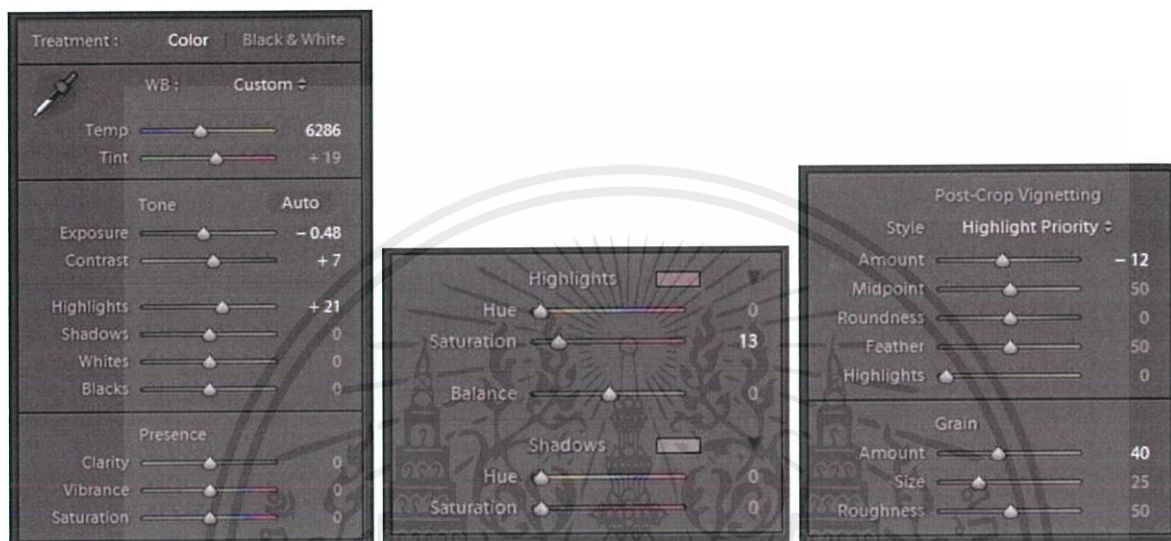 Treatment : Color Black & White
WB : Custom
Temp 6286
Tint + 19
Tone Auto
Exposure – 0.48
Contrast + 7
Highlights + 21
Shadows 0
Whites 0
Blacks 0
Presence
Clarity 0
Vibrance 0
Saturation 0
Highlights
Hue 0
Saturation 13
Balance 0
Shadows
Hue 0
Saturation 0
Post-Crop Vignetting
Style Highlight Priority
Amount – 12
Midpoint 50
Roundness 0
Feather 50
Highlights 0
Grain
Amount 40
Size 25
Roughness 50